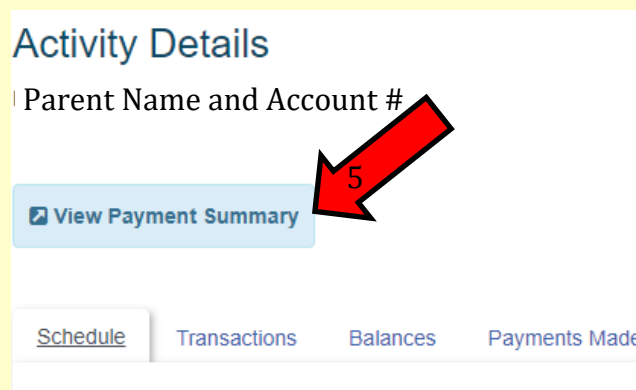 Activity Details
Parent Name and Account #
5
View Payment Summary
Schedule Transactions Balances Payments Made